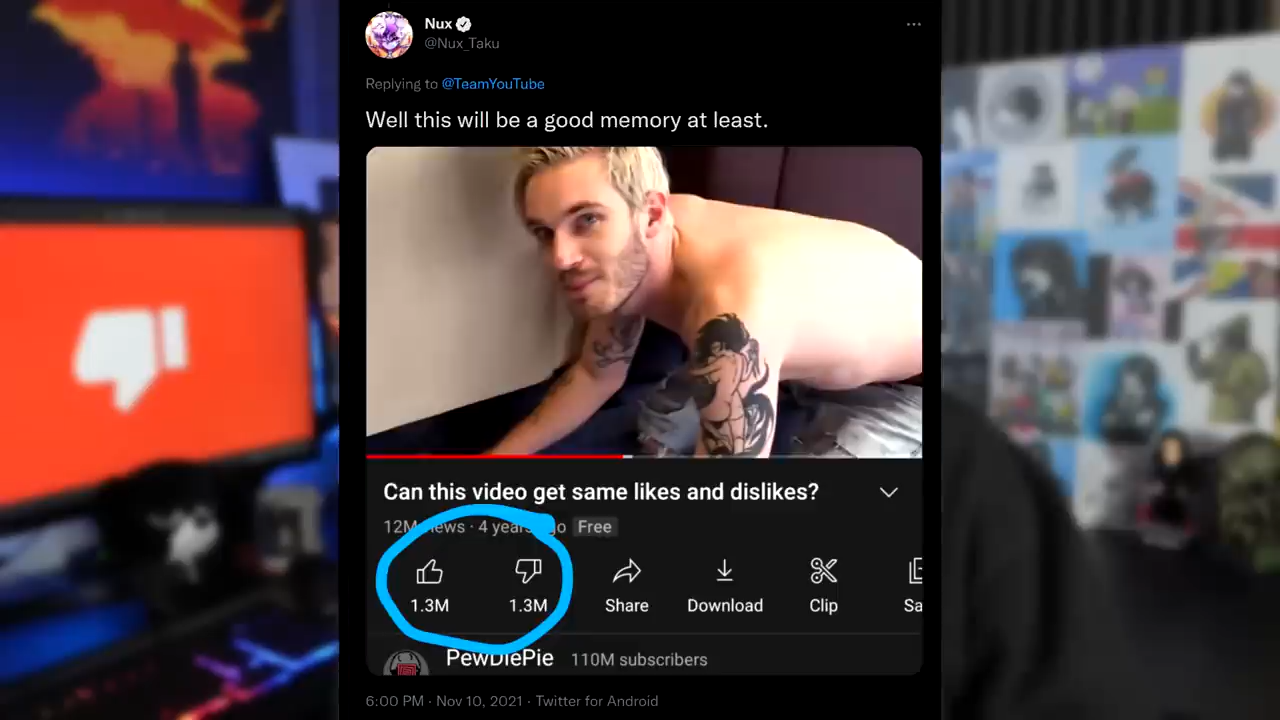 Nux
@Nux_Taku
Replying to @TeamYouTube
Well this will be a good memory at least.
Can this video get same likes and dislikes?
12M views · 4 years ago Free
1.3M 1.3M Share Download Clip Sa
PewDiePie 110M subscribers
6:00 PM · Nov 10, 2021 · Twitter for Android